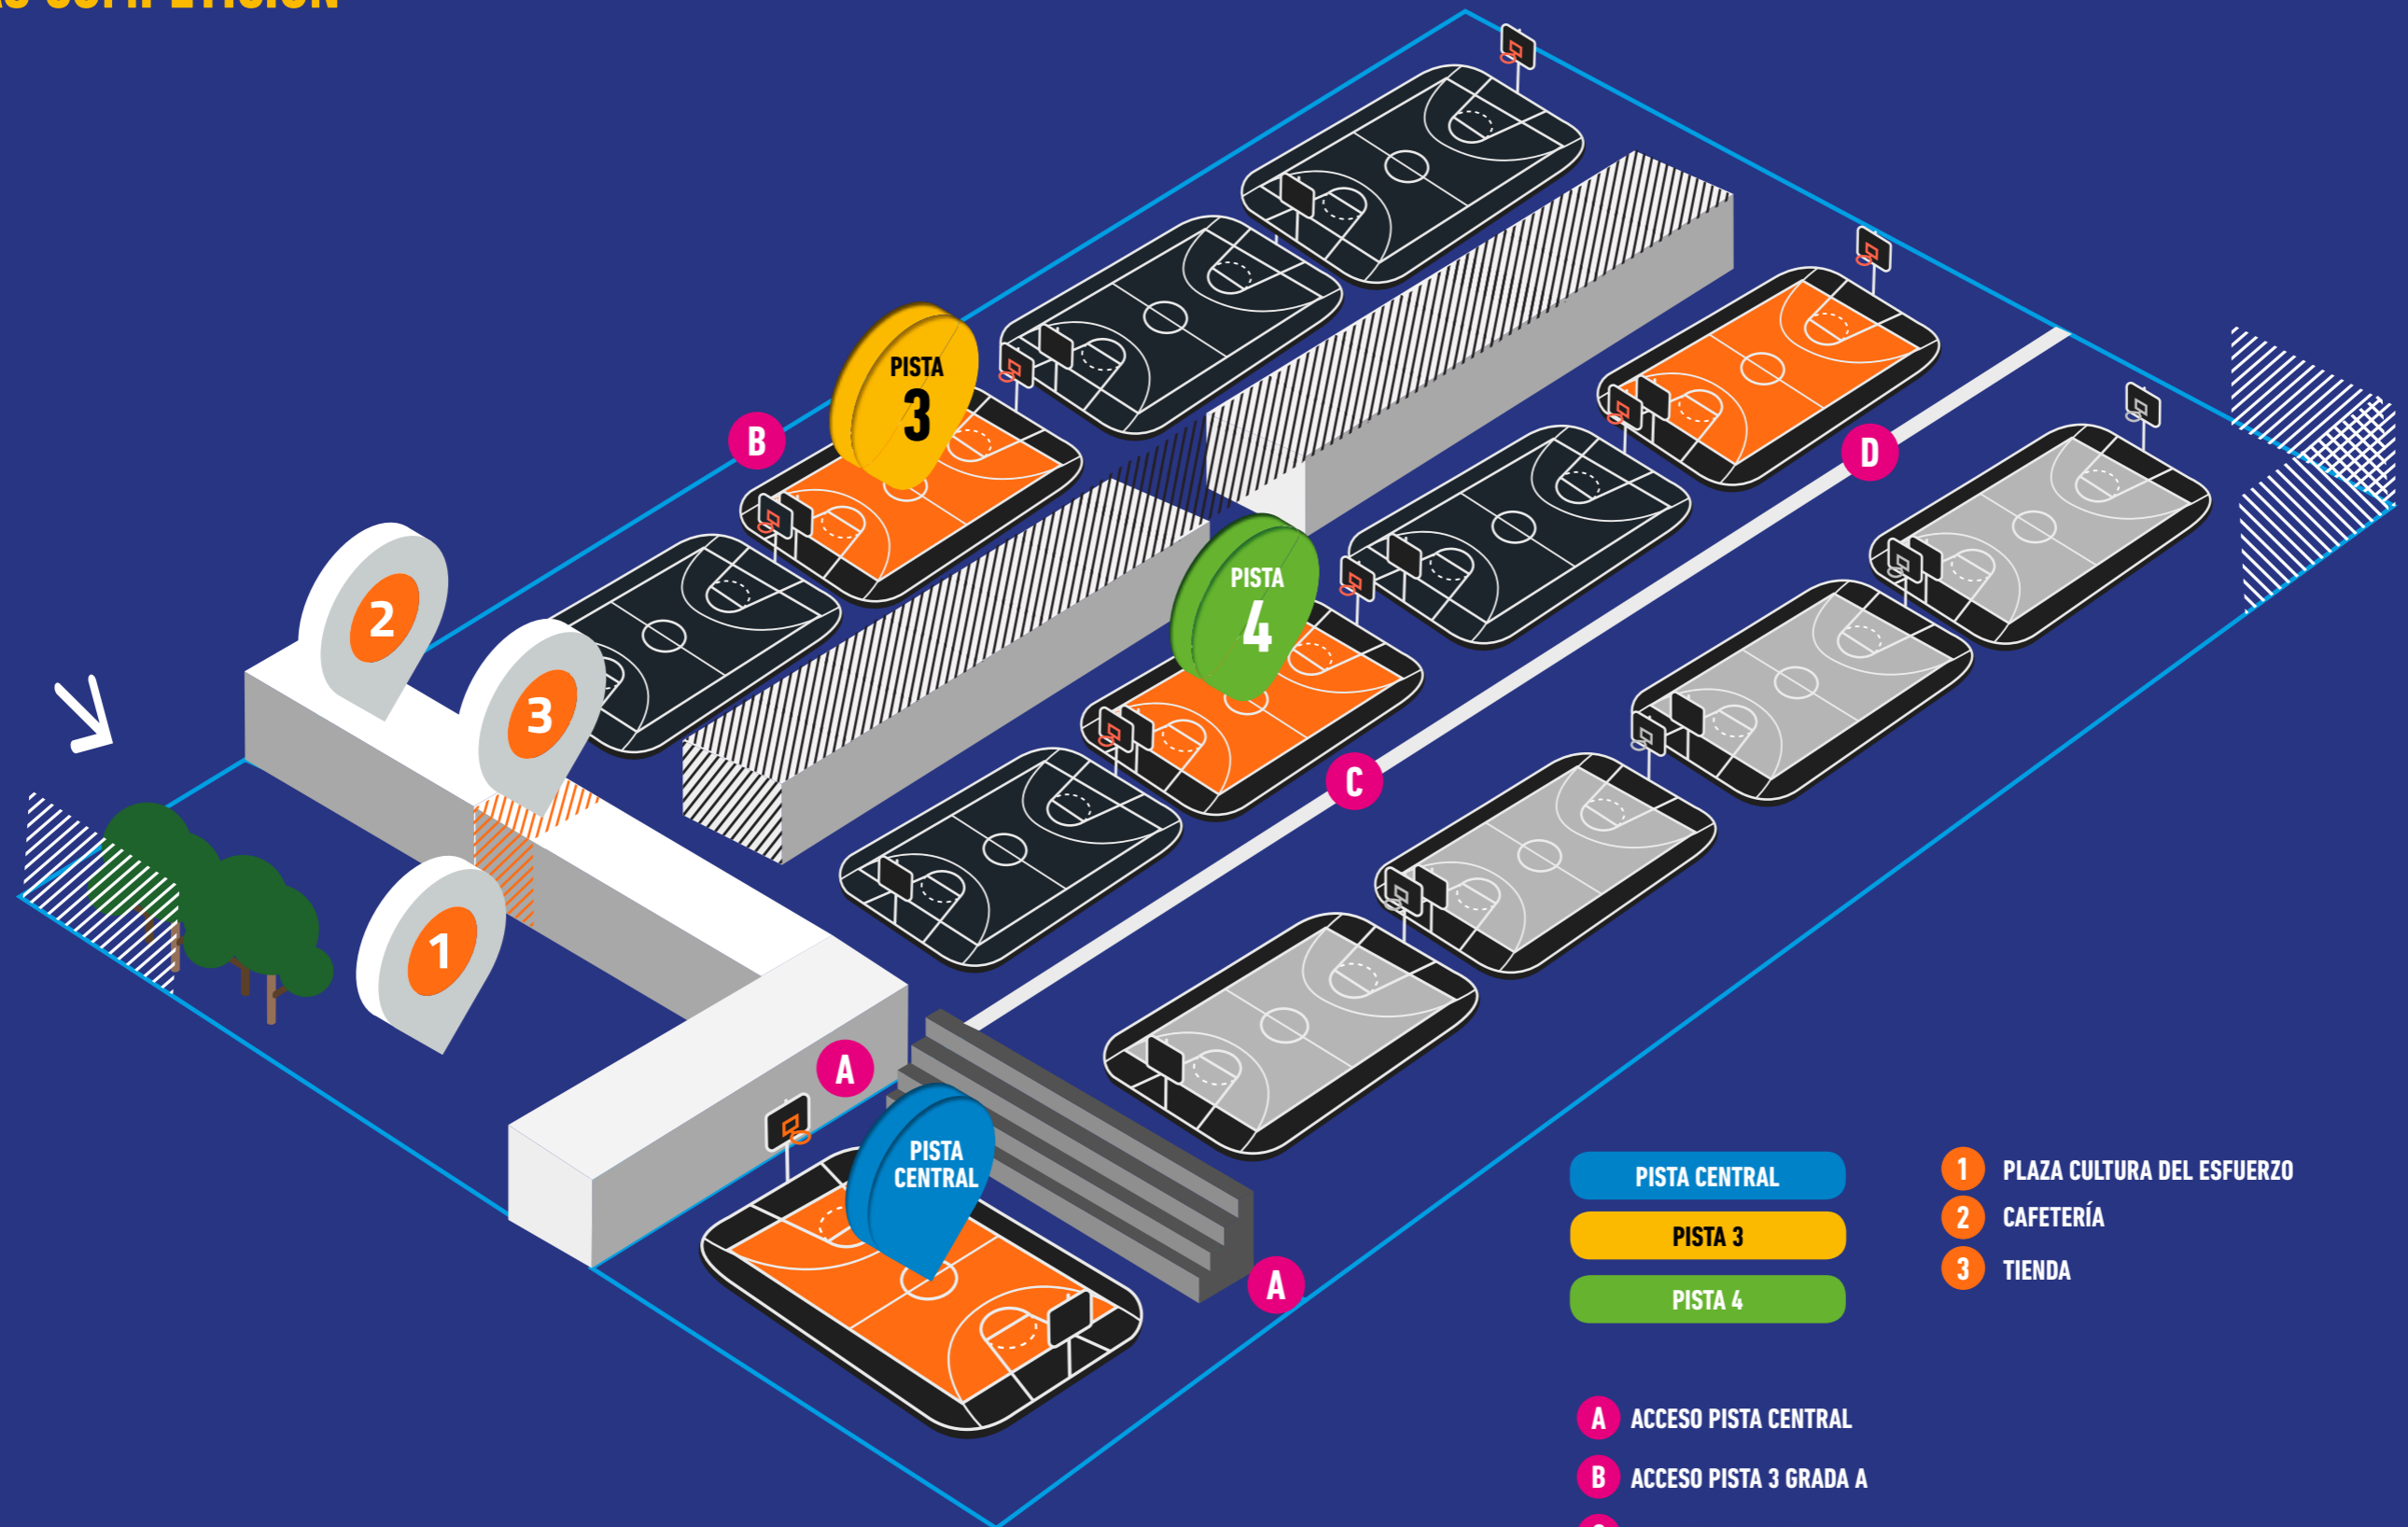 PISTA
3
B
D
PISTA
4
2
3
C
1
A
PISTA
CENTRAL
A
PISTA CENTRAL
PISTA 3
PISTA 4
1 PLAZA CULTURA DEL ESFUERZO
2 CAFETERÍA
3 TIENDA
A ACCESO PISTA CENTRAL
B ACCESO PISTA 3 GRADA A